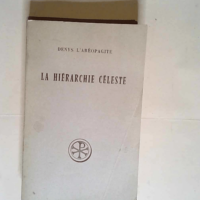 DENYS L'ARÉOPAGITE
LA HIÉRARCHIE CÉLESTE